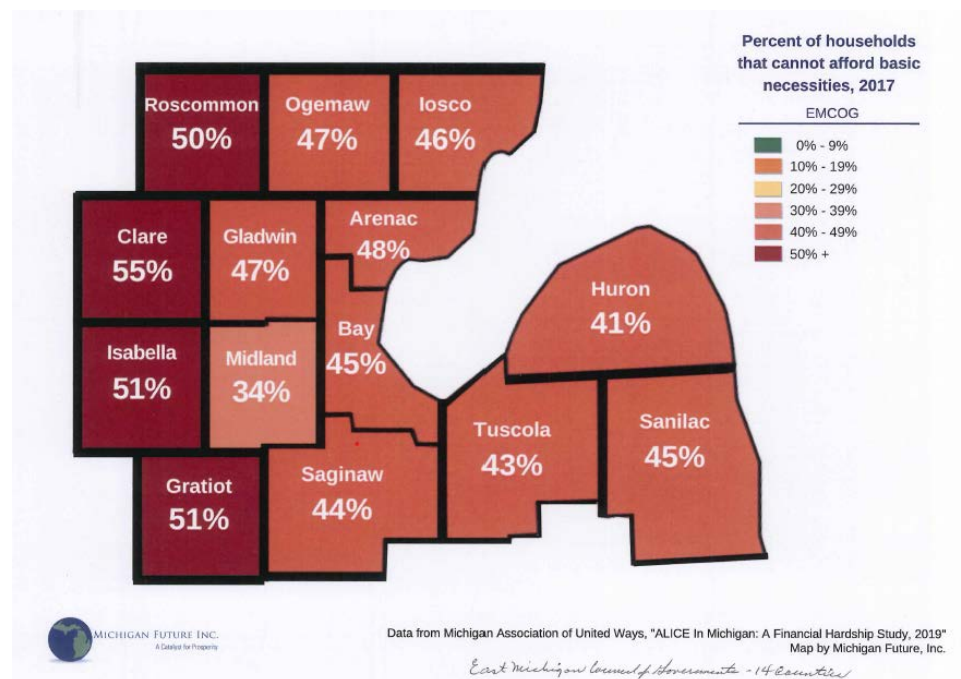 Percent of households
that cannot afford basic
necessities, 2017
EMCOG
0% - 9%
10% - 19%
20% - 29%
30% - 39%
40% - 49%
50% +
Roscommon
50%
Ogemaw
47%
Iosco
46%
Clare
55%
Gladwin
47%
Arenac
48%
Huron
41%
Isabella
51%
Midland
34%
Bay
45%
Tuscola
43%
Sanilac
45%
Gratiot
51%
Saginaw
44%
MICHIGAN FUTURE INC.
A Catalyst for Prosperity
Data from Michigan Association of United Ways, "ALICE In Michigan: A Financial Hardship Study, 2019"
Map by Michigan Future, Inc.
East Michigan Council of Governments - 14 Counties